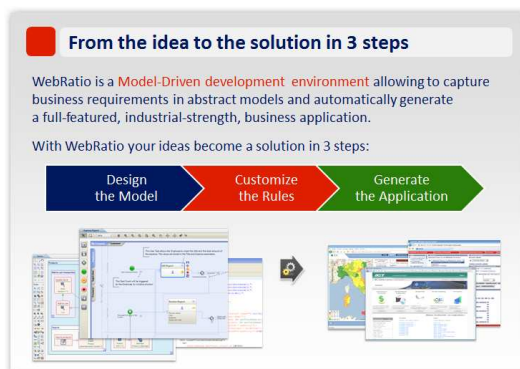 From the idea to the solution in 3 steps
WebRatio is a Model-Driven development environment allowing to capture
business requirements in abstract models and automatically generate
a full-featured, industrial-strength, business application.
With WebRatio your ideas become a solution in 3 steps:
Design
the Model
Customize
the Rules
Generate
the Application